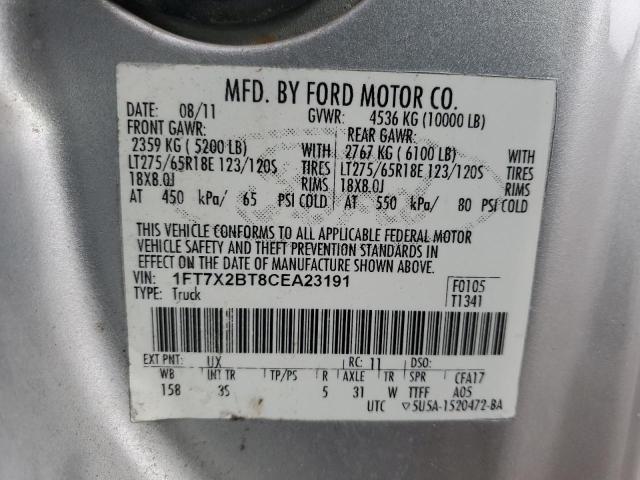 MFD. BY FORD MOTOR CO.
DATE: 08/11 GVWR: 4536 KG (10000 LB)
FRONT GAWR: REAR GAWR:
2359 KG ( 5200 LB) WITH 2767 KG ( 6100 LB) WITH
LT275/65R18E 123/120S TIRES LT275/65R18E 123/120S TIRES
18X8.0J RIMS 18X8.0J RIMS
AT 450 kPa/ 65 PSI COLD AT 550 kPa/ 80 PSI COLD
THIS VEHICLE CONFORMS TO ALL APPLICABLE FEDERAL MOTOR
VEHICLE SAFETY AND THEFT PREVENTION STANDARDS IN
EFFECT ON THE DATE OF MANUFACTURE SHOWN ABOVE.
VIN: 1FT7X2BT8CEA23191 F0105
TYPE: Truck T1341
EXT PNT: UX RC: 11 DSO:
WB INT TR TP/PS R AXLE TR SPR CFA17
158 3S 5 31 W TTFF A05
UTC ▽5U5A-1520472-BA